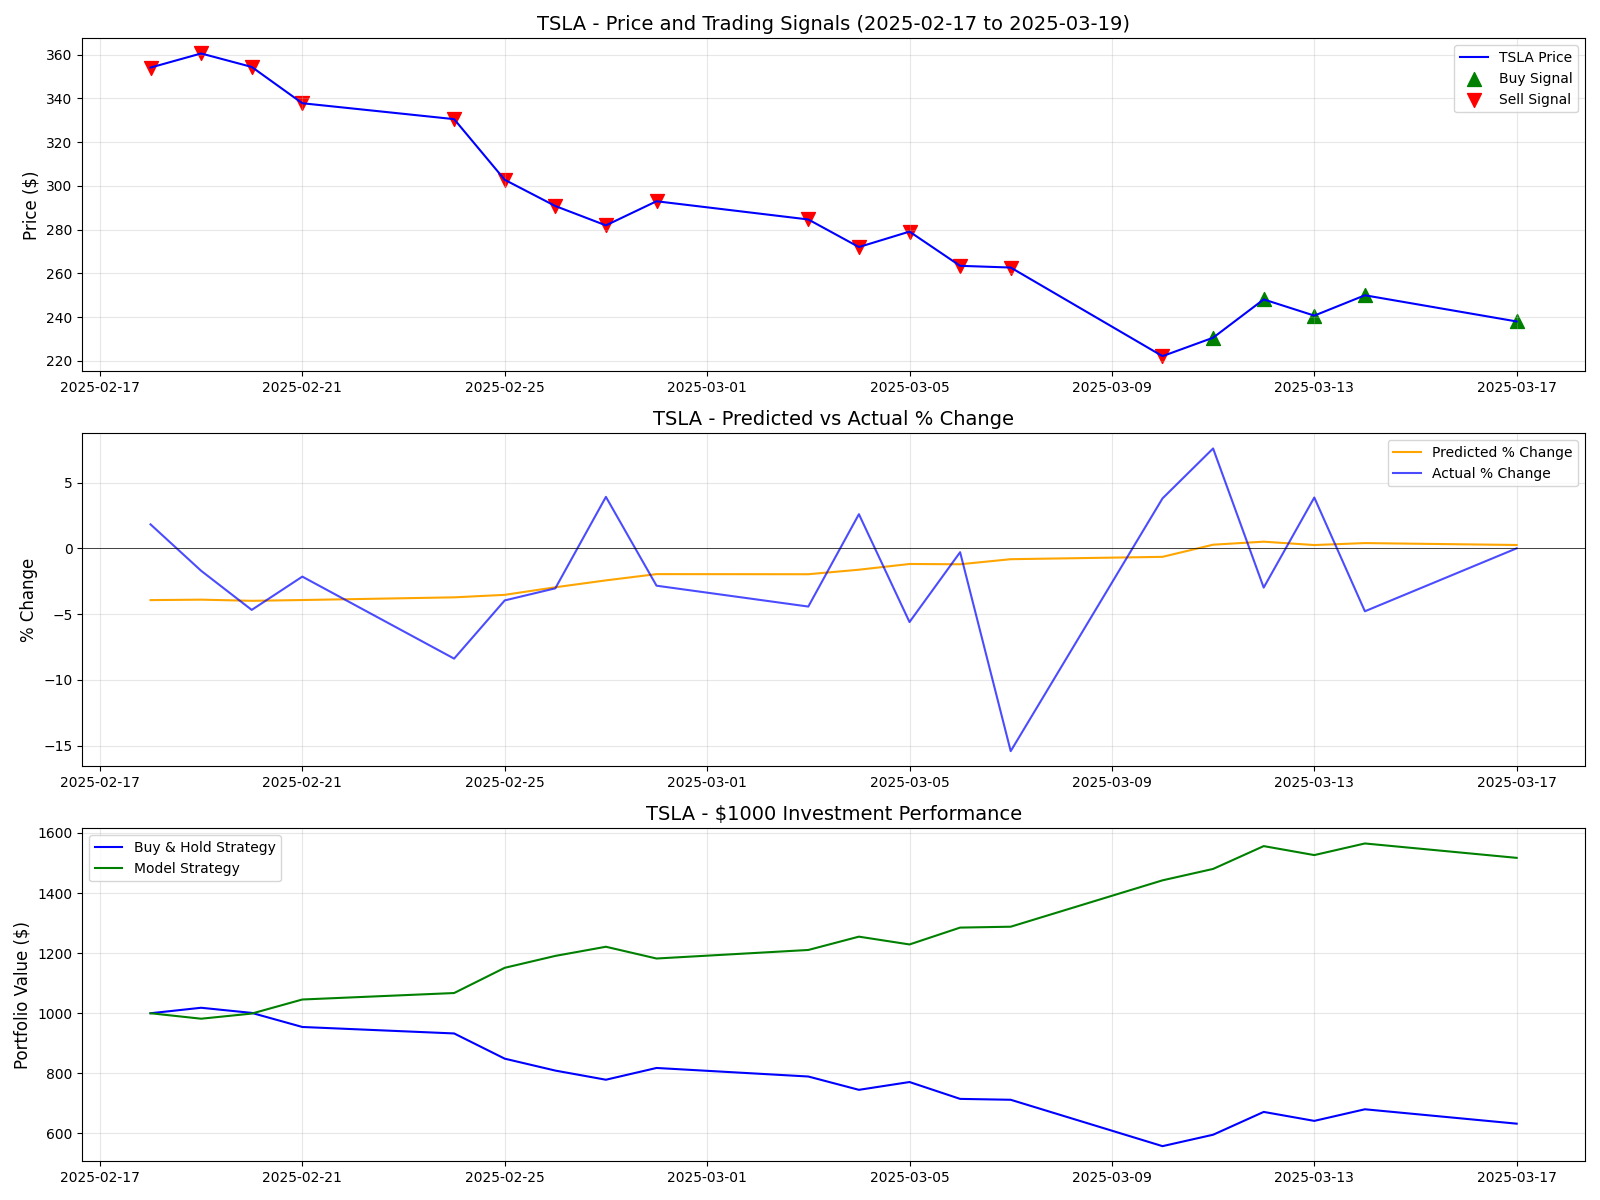 TSLA - Price and Trading Signals (2025-02-17 to 2025-03-19)
Price ($)
360
340
320
300
280
260
240
220
TSLA Price
Buy Signal
Sell Signal
2025-02-17 2025-02-21 2025-02-25 2025-03-01 2025-03-05 2025-03-09 2025-03-13 2025-03-17
TSLA - Predicted vs Actual % Change
% Change
5
0
−5
−10
−15
Predicted % Change
Actual % Change
2025-02-17 2025-02-21 2025-02-25 2025-03-01 2025-03-05 2025-03-09 2025-03-13 2025-03-17
TSLA - $1000 Investment Performance
Portfolio Value ($)
1600
1400
1200
1000
800
600
Buy & Hold Strategy
Model Strategy
2025-02-17 2025-02-21 2025-02-25 2025-03-01 2025-03-05 2025-03-09 2025-03-13 2025-03-17